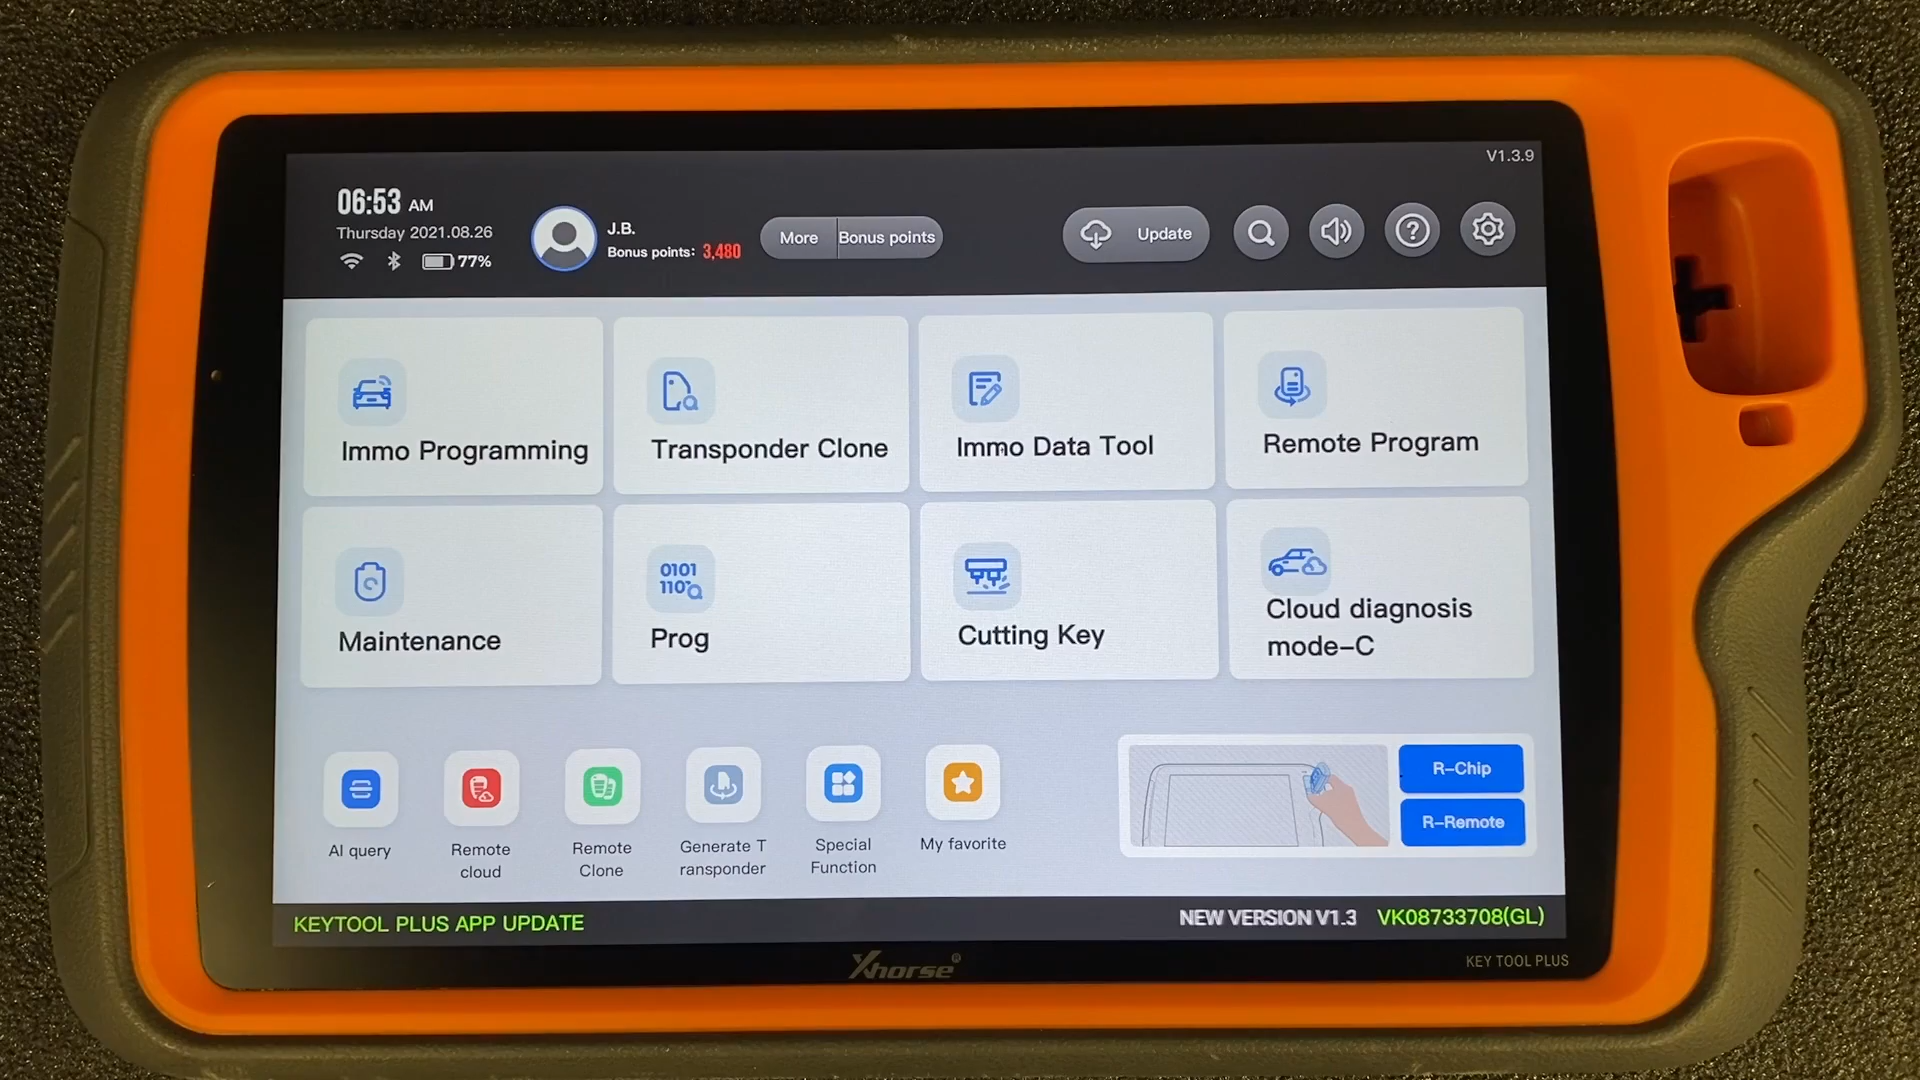 V1.3.9
06:53 AM
Thursday 2021.08.26
77%
J.B.
Bonus points: 3,480
More
Bonus points
Update
Immo Programming
Transponder Clone
Immo Data Tool
Remote Program
Maintenance
0101
110
Prog
Cutting Key
Cloud diagnosis
mode-C
AI query
Remote
cloud
Remote
Clone
Generate T
ransponder
Special
Function
My favorite
R-Chip
R-Remote
KEYTOOL PLUS APP UPDATE
NEW VERSION V1.3
VK08733708(GL)
Xhorse®
KEY TOOL PLUS